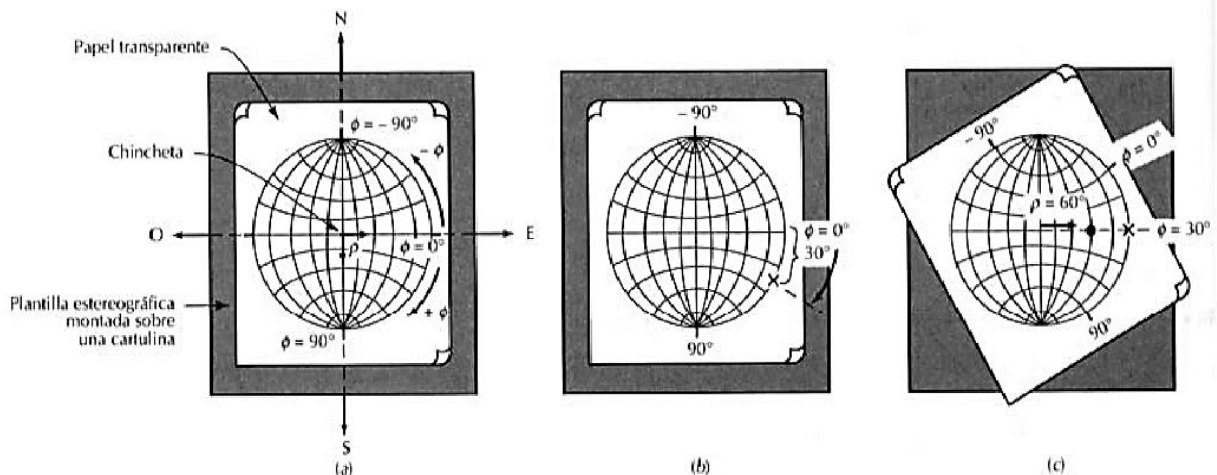 N
Papel transparente
ϕ = – 90°
– ϕ
Chincheta
O
E
ρ
ϕ = 0°
Plantilla estereográfica
montada sobre
una cartulina
+ ϕ
ϕ = 90°
S
(a)
– 90°
ϕ = 0°
30°
90°
(b)
– 90°
ϕ = 0°
ρ = 60°
ϕ = 30°
90°
(c)